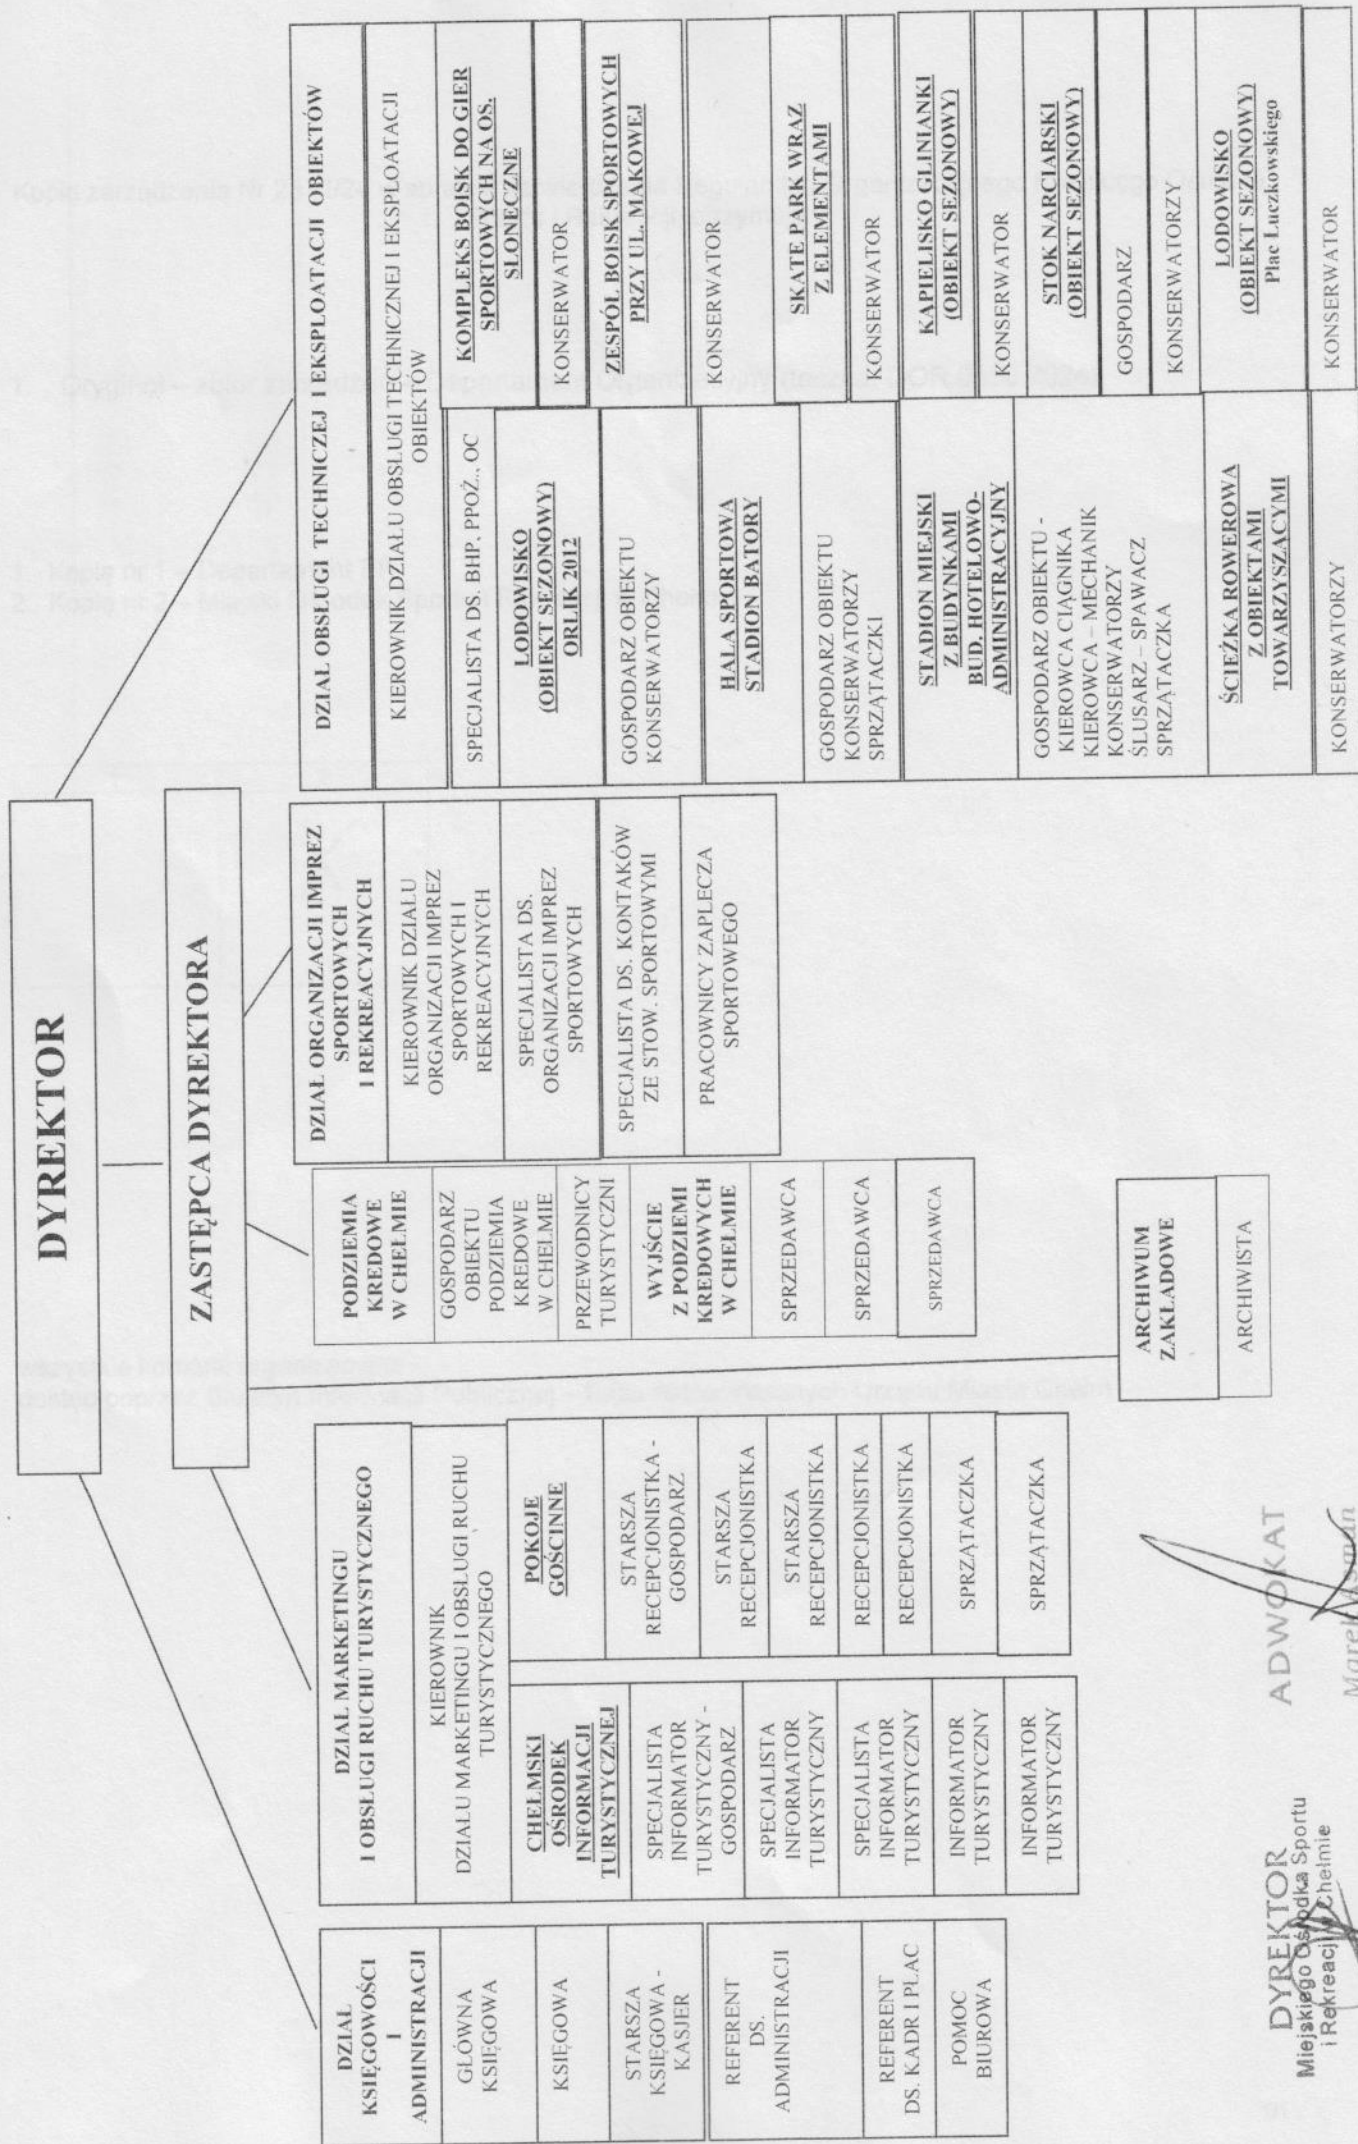 DYREKTOR
ZASTĘPCA DYREKTORA
DZIAŁ
KSIĘGOWOŚCI
I
ADMINISTRACJI
GŁÓWNA
KSIĘGOWA
KSIĘGOWA
STARSZA
KSIĘGOWA -
KASJER
REFERENT
DS.
ADMINISTRACJI
REFERENT
DS. KADR I PŁAC
POMOC
BIUROWA
DZIAŁ MARKETINGU
I OBSŁUGI RUCHU TURYSTYCZNEGO
KIEROWNIK
DZIAŁU MARKETINGU I OBSŁUGI RUCHU
TURYSTYCZNEGO
CHEŁMSKI
OŚRODEK
INFORMACJI
TURYSTYCZNEJ
SPECJALISTA
INFORMATOR
TURYSTYCZNY -
GOSPODARZ
SPECJALISTA
INFORMATOR
TURYSTYCZNY
SPECJALISTA
INFORMATOR
TURYSTYCZNY
INFORMATOR
TURYSTYCZNY
INFORMATOR
TURYSTYCZNY
POKOJE
GOŚCINNE
STARSZA
RECEPCJONISTKA -
GOSPODARZ
STARSZA
RECEPCJONISTKA
STARSZA
RECEPCJONISTKA
RECEPCJONISTKA
RECEPCJONISTKA
SPRZĄTACZKA
SPRZĄTACZKA
PODZIEMIA
KREDOWE
W CHEŁMIE
GOSPODARZ
OBIEKTU
PODZIEMIA
KREDOWE
W CHEŁMIE
PRZEWODNICY
TURYSTYCZNI
WYJŚCIE
Z PODZIEMI
KREDOWYCH
W CHEŁMIE
SPRZEDAWCA
SPRZEDAWCA
SPRZEDAWCA
ARCHIWUM
ZAKŁADOWE
ARCHIWISTA
DZIAŁ ORGANIZACJI IMPREZ
SPORTOWYCH
I REKREACYJNYCH
KIEROWNIK DZIAŁU
ORGANIZACJI IMPREZ
SPORTOWYCH I
REKREACYJNYCH
SPECJALISTA DS.
ORGANIZACJI IMPREZ
SPORTOWYCH
SPECJALISTA DS. KONTAKÓW
ZE STOW. SPORTOWYMI
PRACOWNICY ZAPLECZA
SPORTOWEGO
DZIAŁ OBSŁUGI TECHNICZEJ I EKSPLOATACJI OBIEKTÓW
KIEROWNIK DZIAŁU OBSŁUGI TECHNICZNEJ I EKSPLOATACJI
OBIEKTÓW
SPECJALISTA DS. BHP, PPOŻ., OC
LODOWISKO
(OBIEKT SEZONOWY)
ORLIK 2012
GOSPODARZ OBIEKTU
KONSERWATORZY
HALA SPORTOWA
STADION BATORY
GOSPODARZ OBIEKTU
KONSERWATORZY
SPRZĄTACZKI
STADION MIEJSKI
Z BUDYNKAMI
BUD. HOTELOWO-
ADMINISTRACYJNY
GOSPODARZ OBIEKTU -
KIEROWCA CIĄGNIKA
KIEROWCA – MECHANIK
KONSERWATORZY
ŚLUSARZ – SPAWACZ
SPRZĄTACZKA
ŚCIEŻKA ROWEROWA
Z OBIEKTAMI
TOWARZYSZĄCYMI
KONSERWATORZY
KOMPLEKS BOISK DO GIER
SPORTOWYCH NA OS.
SŁONECZNE
KONSERWATOR
ZESPÓŁ BOISK SPORTOWYCH
PRZY UL. MAKOWEJ
KONSERWATOR
SKATE PARK WRAZ
Z ELEMENTAMI
KONSERWATOR
KĄPIELISKO GLINIANKI
(OBIEKT SEZONOWY)
KONSERWATOR
STOK NARCIARSKI
(OBIEKT SEZONOWY)
GOSPODARZ
KONSERWATORZY
LODOWISKO
(OBIEKT SEZONOWY)
Plac Łuczkowskiego
KONSERWATOR
DYREKTOR
Miejskiego Ośrodka Sportu
i Rekreacji w Chełmie
ADWOKAT
Marek